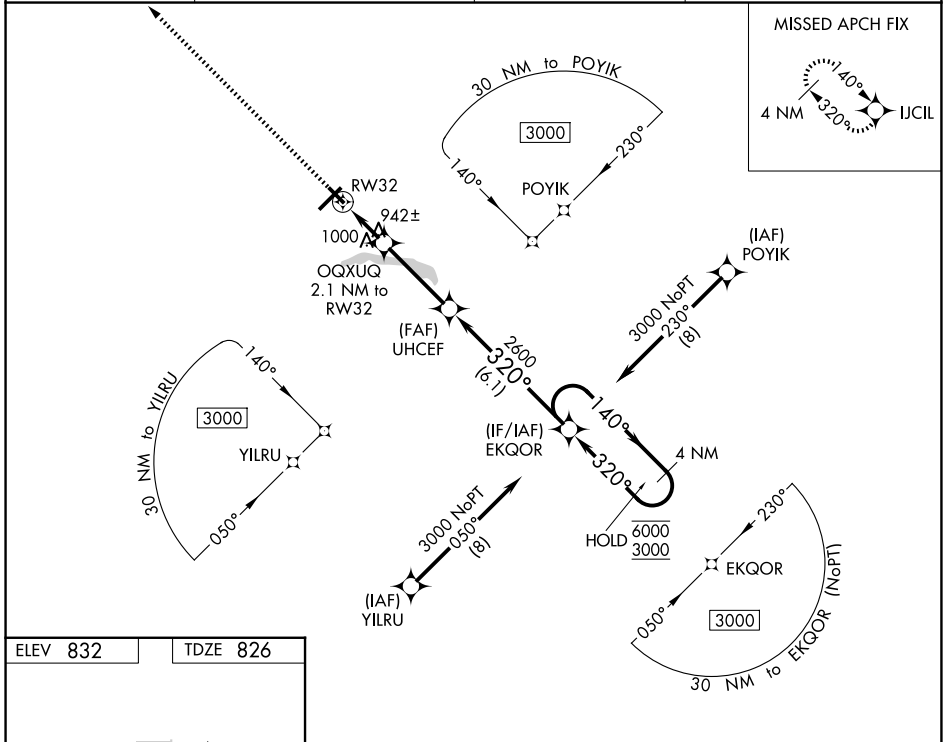 MISSED APCH FIX
140°
4 NM
320°
IJCIL
30 NM to POYIK
3000
140°
230°
POYIK
RW32
942±
1000
OQXUQ
2.1 NM to
RW32
(IAF)
POYIK
3000 NoPT
230°
(8)
(FAF)
UHCEF
2600
320°
(6.1)
30 NM to YILRU
140°
3000
YILRU
050°
(IF/IAF)
EKQOR
140°
320°
4 NM
HOLD
6000
3000
3000 NoPT
050°
(8)
(IAF)
YILRU
230°
EKQOR
050°
3000
30 NM to EKQOR (NoPT)
ELEV 832
TDZE 826